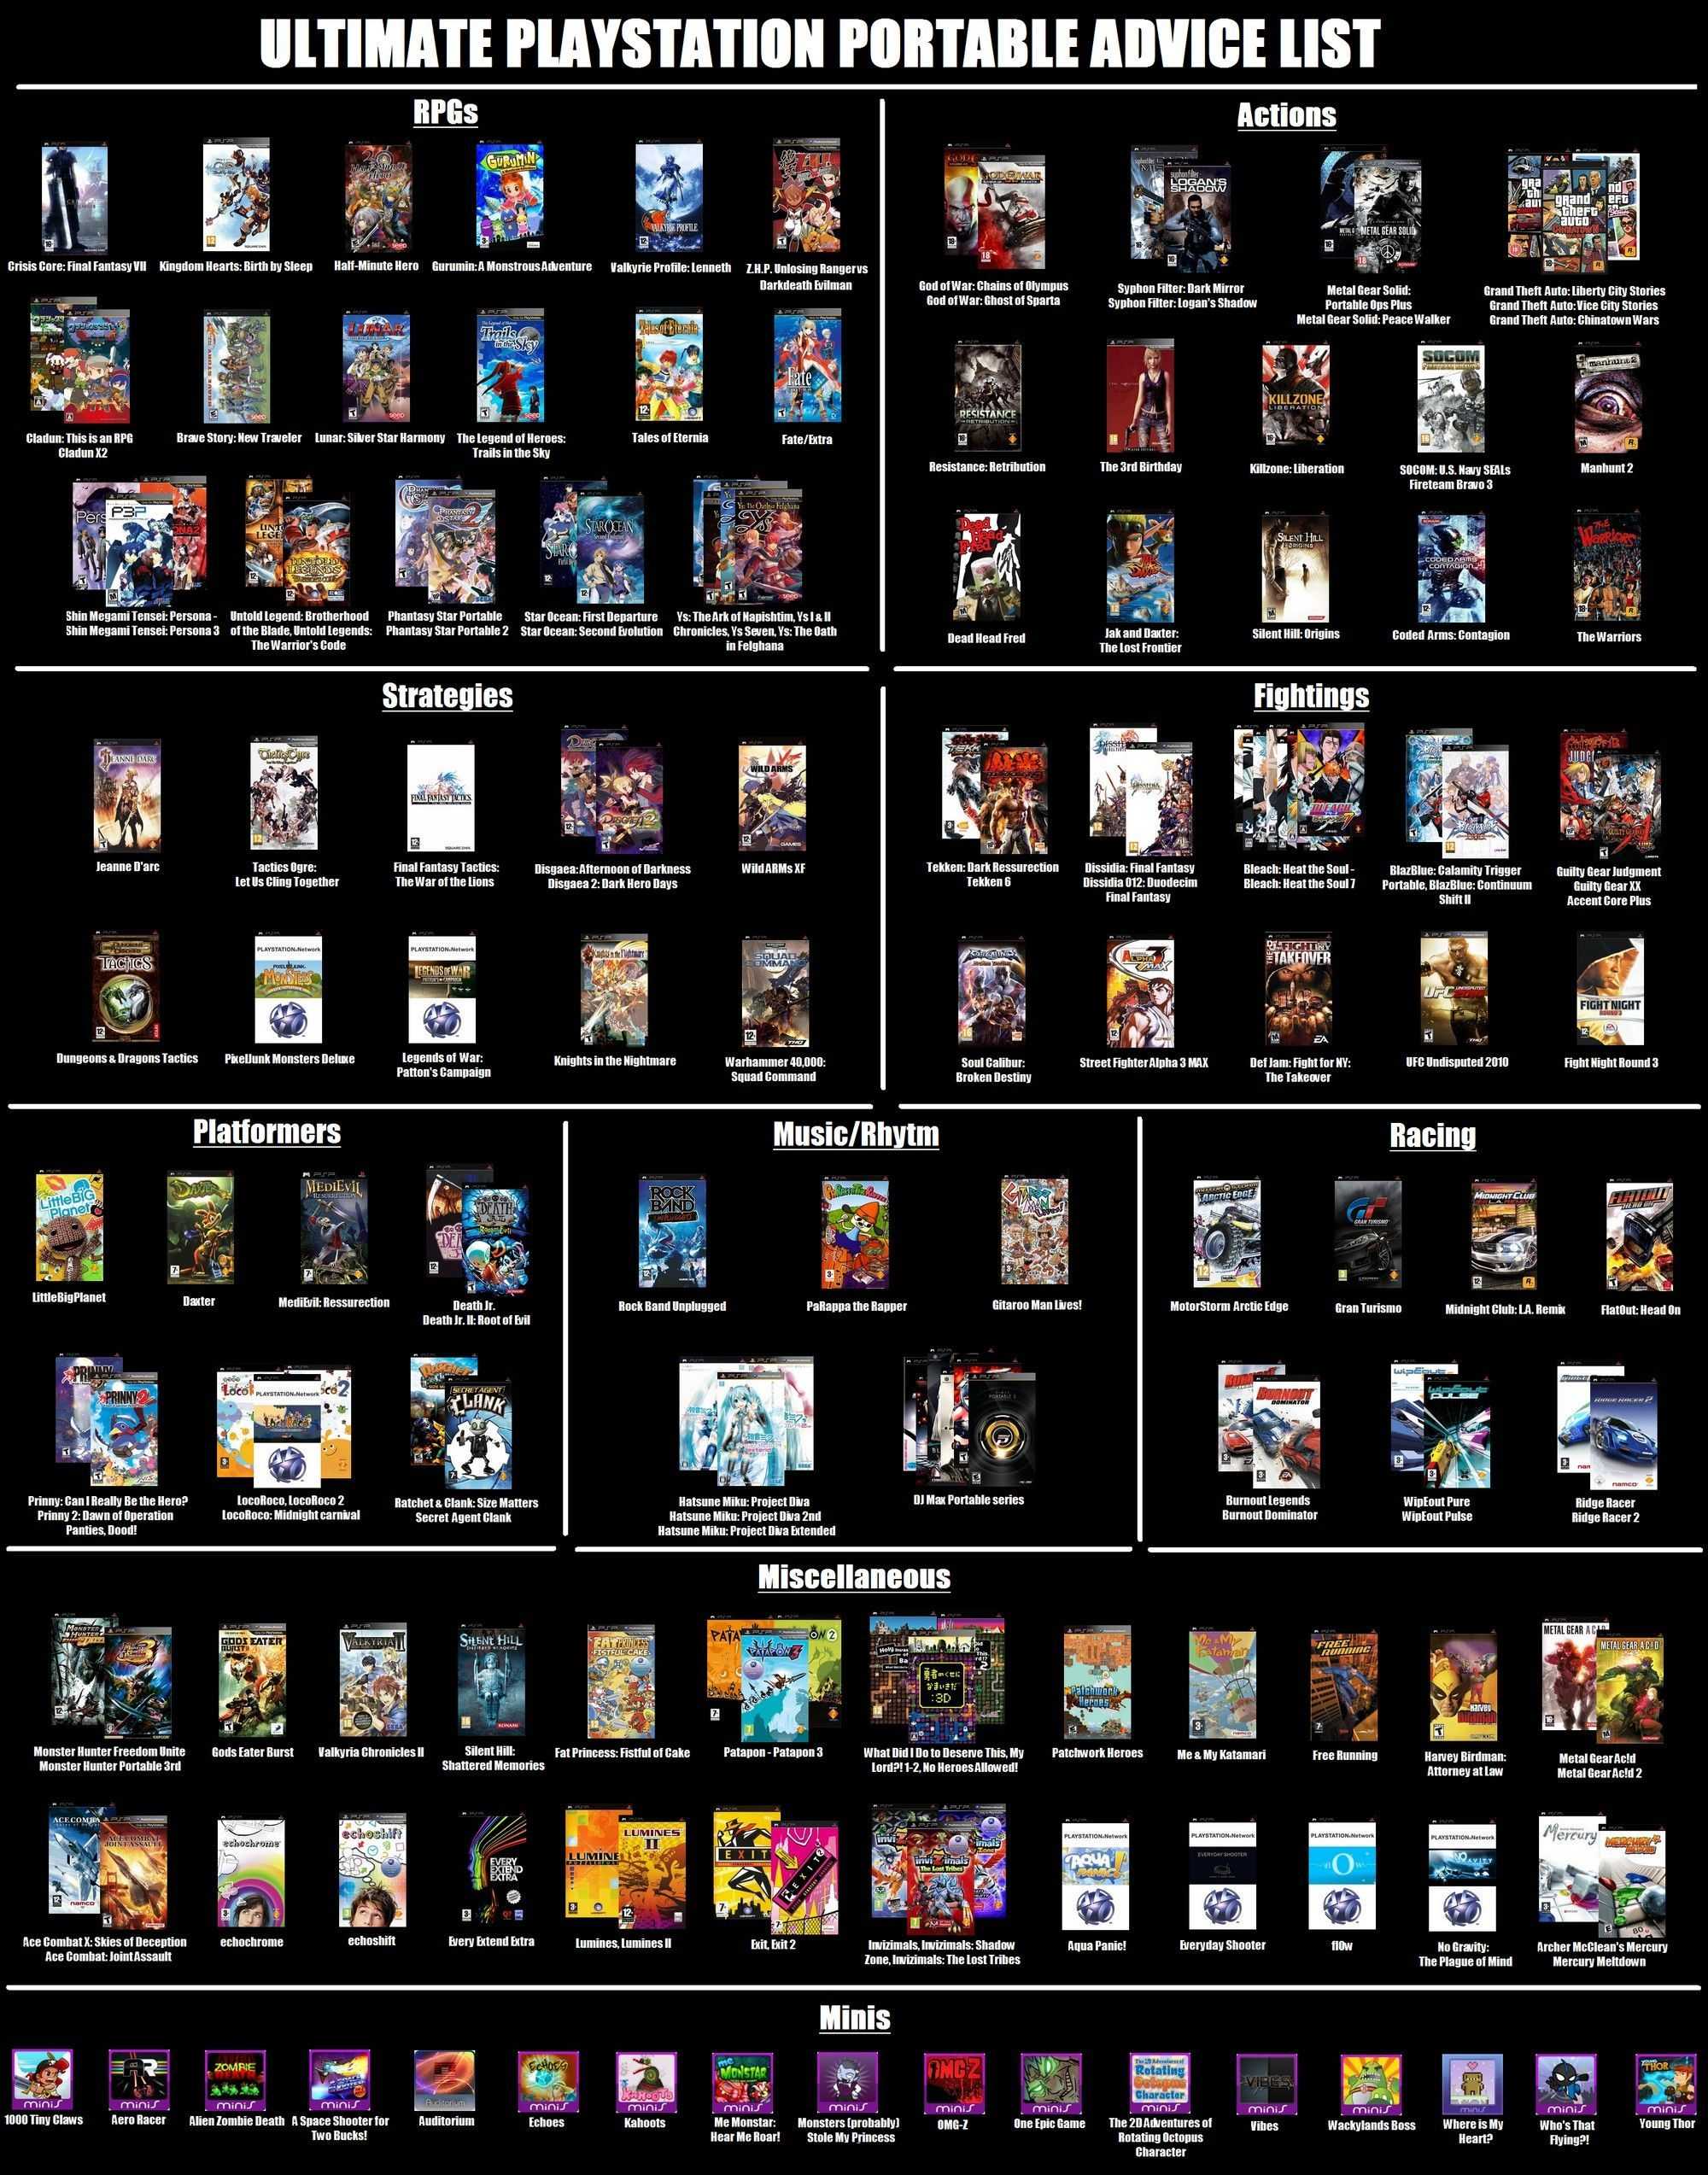 ULTIMATE PLAYSTATION PORTABLE ADVICE LIST
RPGs
Crisis Core: Final Fantasy VII
Kingdom Hearts: Birth by Sleep
Half-Minute Hero
Gurumin: A Monstrous Adventure
Valkyrie Profile: Lenneth
Z.H.P. Unlosing Ranger vs
Darkdeath Evilman
Cladun: This is an RPG
Cladun X2
Brave Story: New Traveler
Lunar: Silver Star Harmony
The Legend of Heroes:
Trails in the Sky
Tales of Eternia
Fate/Extra
Shin Megami Tensei: Persona -
Shin Megami Tensei: Persona 3
Untold Legend: Brotherhood
of the Blade, Untold Legends:
The Warrior's Code
Phantasy Star Portable
Phantasy Star Portable 2
Star Ocean: First Departure
Star Ocean: Second Evolution
Ys: The Ark of Napishtim, Ys I & II
Chronicles, Ys Seven, Ys: The Oath
in Felghana
Actions
God of War: Chains of Olympus
God of War: Ghost of Sparta
Syphon Filter: Dark Mirror
Syphon Filter: Logan's Shadow
Metal Gear Solid:
Portable Ops Plus
Metal Gear Solid: Peace Walker
Grand Theft Auto: Liberty City Stories
Grand Theft Auto: Vice City Stories
Grand Theft Auto: Chinatown Wars
Resistance: Retribution
The 3rd Birthday
Killzone: Liberation
SOCOM: U.S. Navy SEALs
Fireteam Bravo 3
Manhunt 2
Dead Head Fred
Jak and Daxter:
The Lost Frontier
Silent Hill: Origins
Coded Arms: Contagion
The Warriors
Strategies
Jeanne D'arc
Tactics Ogre:
Let Us Cling Together
Final Fantasy Tactics:
The War of the Lions
Disgaea: Afternoon of Darkness
Disgaea 2: Dark Hero Days
Wild ARMs XF
Dungeons & Dragons Tactics
PixelJunk Monsters Deluxe
Legends of War:
Patton's Campaign
Knights in the Nightmare
Warhammer 40,000:
Squad Command
Fightings
Tekken: Dark Ressurection
Tekken 6
Dissidia: Final Fantasy
Dissidia 012: Duodecim
Final Fantasy
Bleach: Heat the Soul -
Bleach: Heat the Soul 7
BlazBlue: Calamity Trigger
Portable, BlazBlue: Continuum
Shift II
Guilty Gear Judgment
Guilty Gear XX
Accent Core Plus
Soul Calibur:
Broken Destiny
Street Fighter Alpha 3 MAX
Def Jam: Fight for NY:
The Takeover
UFC Undisputed 2010
Fight Night Round 3
Platformers
LittleBigPlanet
Daxter
MediEvil: Ressurection
Death Jr.
Death Jr. II: Root of Evil
Prinny: Can I Really Be the Hero?
Prinny 2: Dawn of Operation
Panties, Dood!
LocoRoco, LocoRoco 2
LocoRoco: Midnight carnival
Ratchet & Clank: Size Matters
Secret Agent Clank
Music/Rhytm
Rock Band Unplugged
PaRappa the Rapper
Gitaroo Man Lives!
Hatsune Miku: Project Diva
Hatsune Miku: Project Diva 2nd
Hatsune Miku: Project Diva Extended
DJ Max Portable series
Racing
MotorStorm Arctic Edge
Gran Turismo
Midnight Club: L.A. Remix
FlatOut: Head On
Burnout Legends
Burnout Dominator
WipEout Pure
WipEout Pulse
Ridge Racer
Ridge Racer 2
Miscellaneous
Monster Hunter Freedom Unite
Monster Hunter Portable 3rd
Gods Eater Burst
Valkyria Chronicles II
Silent Hill:
Shattered Memories
Fat Princess: Fistful of Cake
Patapon - Patapon 3
What Did I Do to Deserve This, My
Lord?! 1-2, No Heroes Allowed!
Patchwork Heroes
Me & My Katamari
Free Running
Harvey Birdman:
Attorney at Law
Metal Gear Ac!d
Metal Gear Ac!d 2
Ace Combat X: Skies of Deception
Ace Combat: Joint Assault
echochrome
echoshift
Every Extend Extra
Lumines, Lumines II
Exit, Exit 2
Invizimals, Invizimals: Shadow
Zone, Invizimals: The Lost Tribes
Aqua Panic!
Everyday Shooter
fl0w
No Gravity:
The Plague of Mind
Archer McClean's Mercury
Mercury Meltdown
Minis
1000 Tiny Claws
Aero Racer
Alien Zombie Death
A Space Shooter for
Two Bucks!
Auditorium
Echoes
Kahoots
Me Monstar:
Hear Me Roar!
Monsters (probably)
Stole My Princess
OMG-Z
One Epic Game
The 2D Adventures of
Rotating Octopus
Character
Vibes
Wackylands Boss
Where is My
Heart?
Who's That
Flying?!
Young Thor